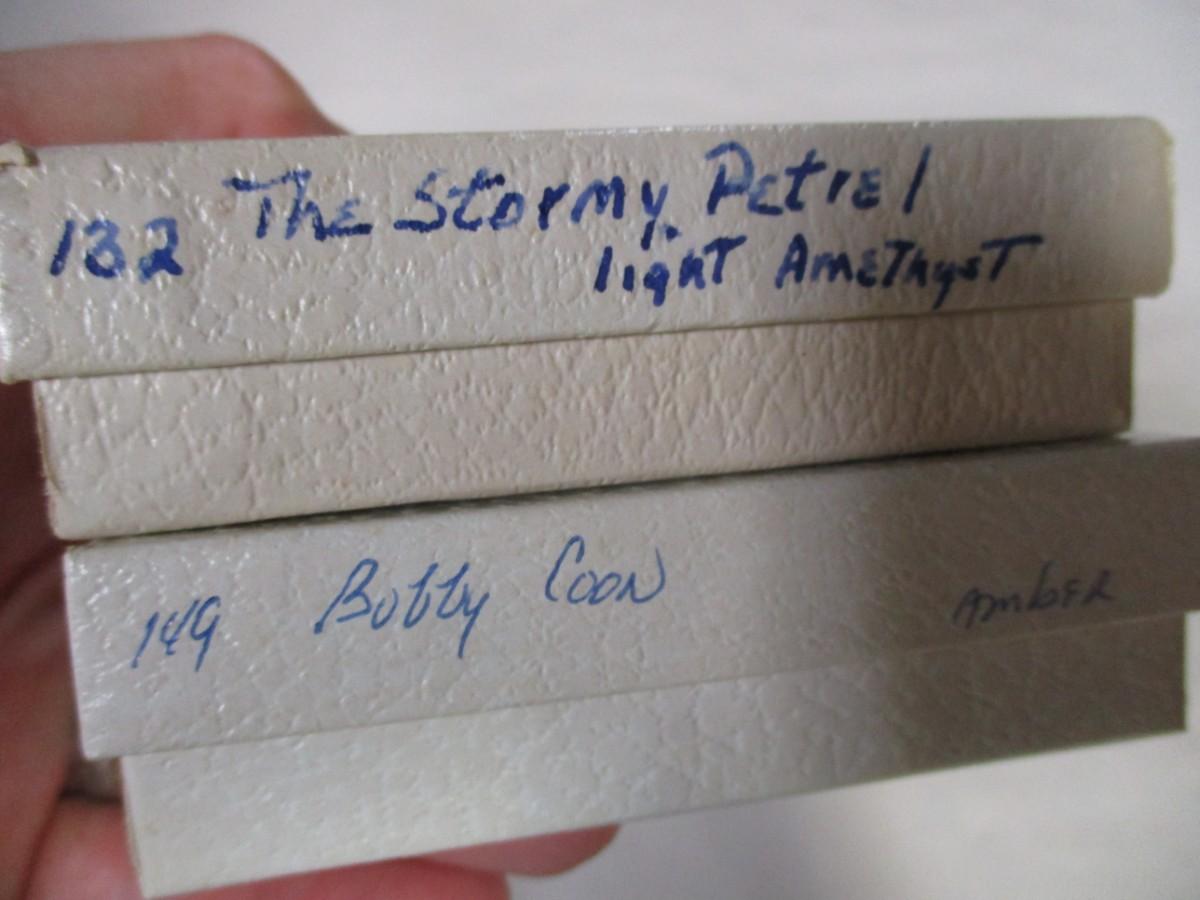 132 The Stormy Petrel
light Amethyst
149 Bobby Coon Amber